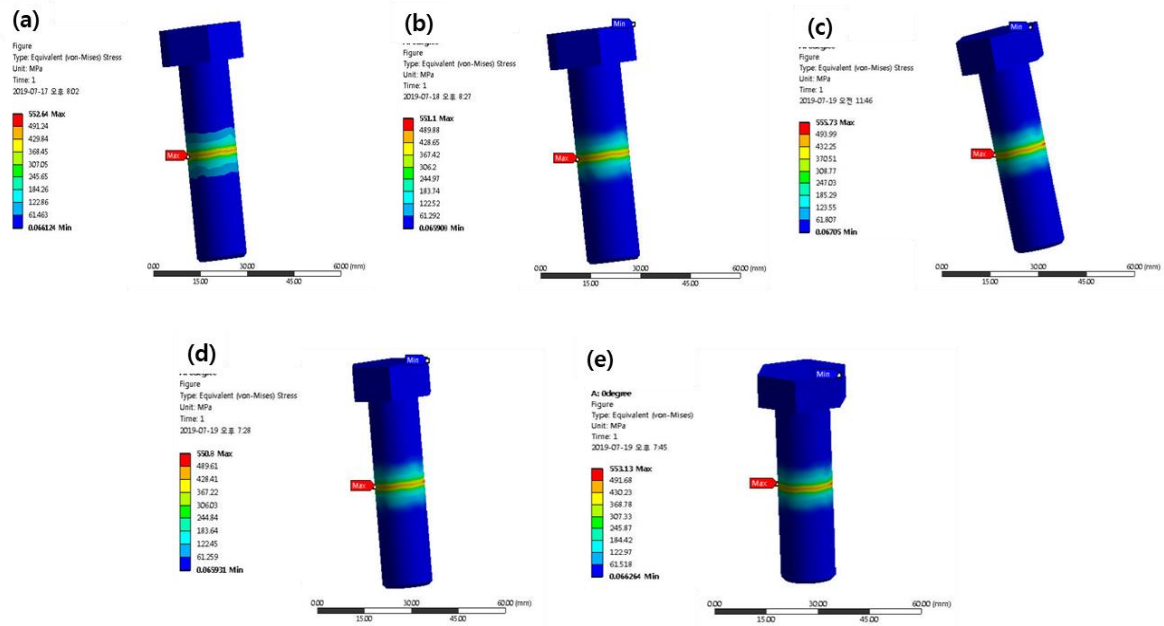 (a)
Figure
Type: Equivalent (von-Mises) Stress
Unit: MPa
Time: 1
2019-07-17 오후 8:02
552.64 Max
491.24
429.84
368.45
307.05
245.65
184.26
122.86
61.463
0.066124 Min
Max
0.00 30.00 60.00 (mm)
15.00 45.00
(b)
Figure
Type: Equivalent (von-Mises) Stress
Unit: MPa
Time: 1
2019-07-18 오후 8:27
551.1 Max
489.88
428.65
367.42
306.2
244.97
183.74
122.52
61.292
0.065908 Min
Min
Max
0.00 30.00 60.00 (mm)
15.00 45.00
(c)
Figure
Type: Equivalent (von-Mises) Stress
Unit: MPa
Time: 1
2019-07-19 오전 11:46
555.73 Max
493.99
432.25
370.51
308.77
247.03
185.29
123.55
61.807
0.06705 Min
Min
Max
0.00 30.00 60.00 (mm)
15.00 45.00
(d)
Figure
Type: Equivalent (von-Mises) Stress
Unit: MPa
Time: 1
2019-07-19 오후 7:28
550.8 Max
489.61
428.41
367.22
306.03
244.84
183.64
122.45
61.259
0.065931 Min
Min
Max
0.00 30.00 60.00 (mm)
15.00 45.00
(e)
A: 0degree
Figure
Type: Equivalent (von-Mises)
Unit: MPa
Time: 1
2019-07-19 오후 7:45
553.13 Max
491.68
430.23
368.78
307.33
245.87
184.42
122.97
61.518
0.066264 Min
Min
Max
0.00 30.00 60.00 (mm)
15.00 45.00